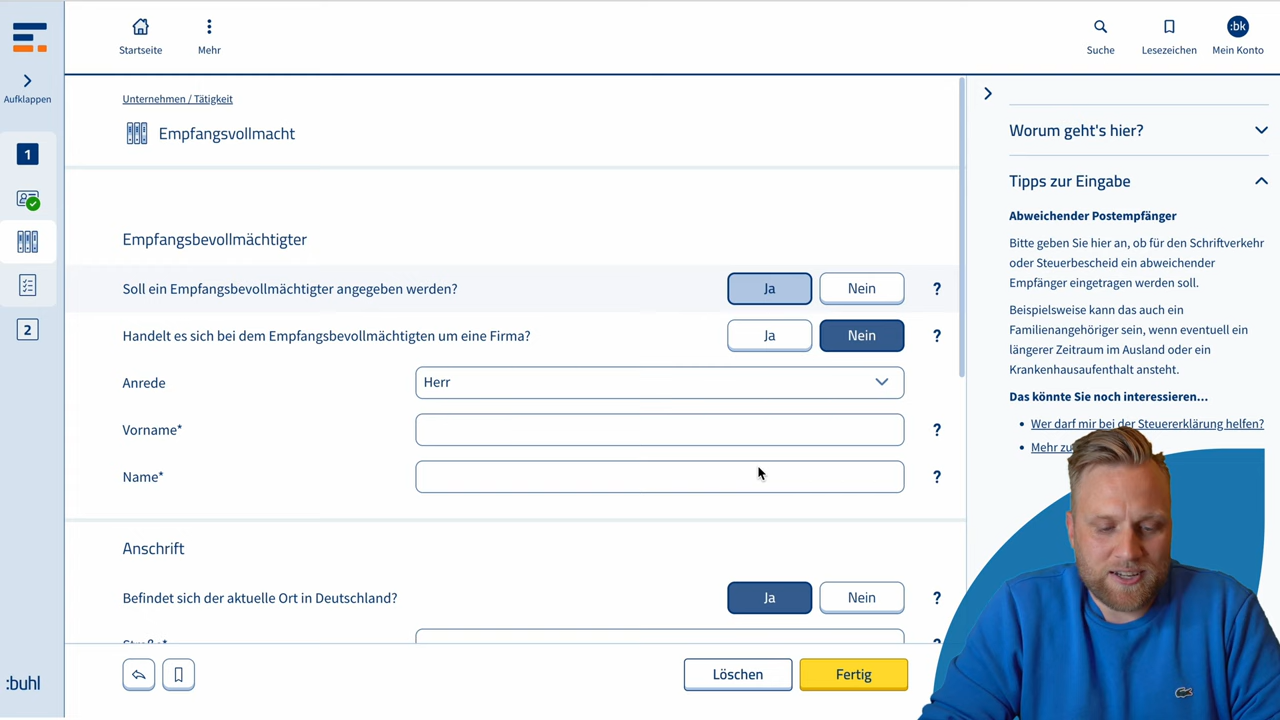 Startseite
Mehr
Suche
Lesezeichen
:bk
Mein Konto
Aufklappen
1
2
:buhl
Unternehmen / Tätigkeit
Empfangsvollmacht
Empfangsbevollmächtigter
Soll ein Empfangsbevollmächtigter angegeben werden?
Ja
Nein
?
Handelt es sich bei dem Empfangsbevollmächtigten um eine Firma?
Ja
Nein
?
Anrede
Herr
Vorname*
?
Name*
?
Anschrift
Befindet sich der aktuelle Ort in Deutschland?
Ja
Nein
?
Löschen
Fertig
Worum geht's hier?
Tipps zur Eingabe
Abweichender Postempfänger
Bitte geben Sie hier an, ob für den Schriftverkehr
oder Steuerbescheid ein abweichender
Empfänger eingetragen werden soll.
Beispielsweise kann das auch ein
Familienangehöriger sein, wenn eventuell ein
längerer Zeitraum im Ausland oder ein
Krankenhausaufenthalt ansteht.
Das könnte Sie noch interessieren...
• Wer darf mir bei der Steuererklärung helfen?
• Mehr